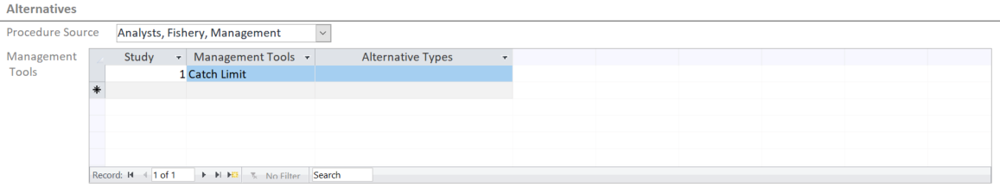 Alternatives
Procedure Source Analysts, Fishery, Management
Management Tools
Study Management Tools Alternative Types
1 Catch Limit
Record: 1 of 1 No Filter Search